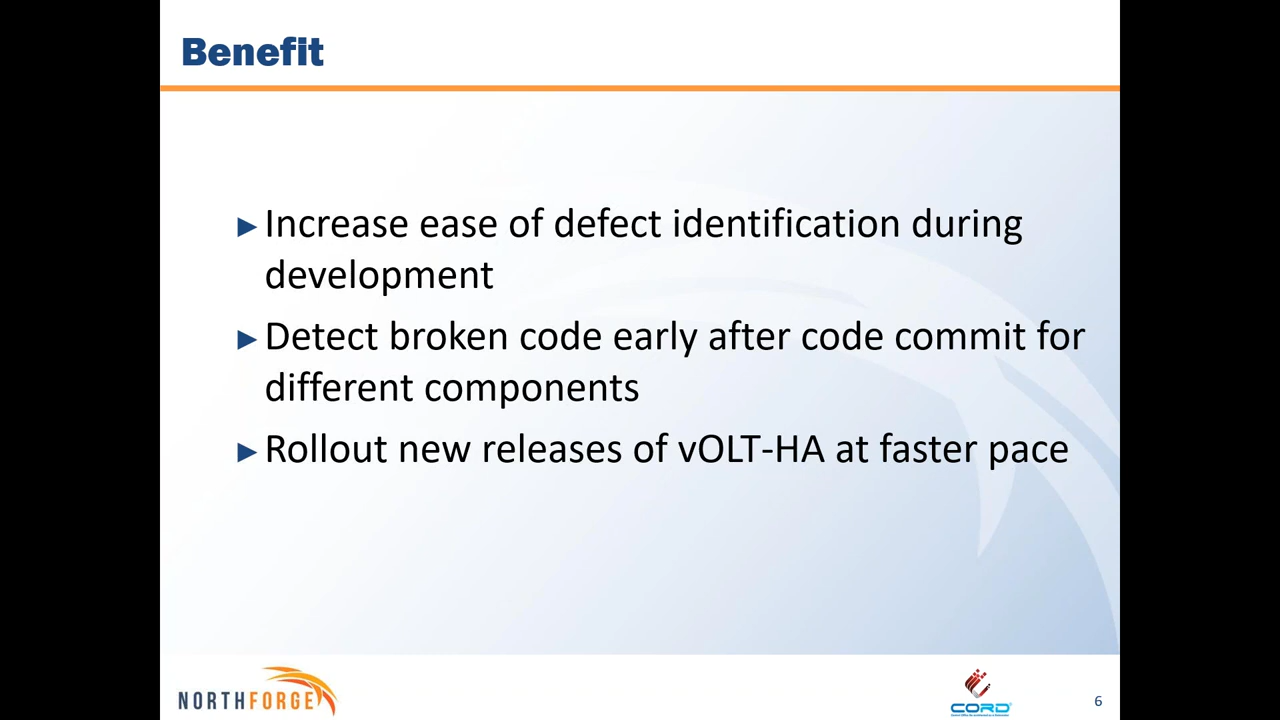 Benefit
►Increase ease of defect identification during
development
►Detect broken code early after code commit for
different components
►Rollout new releases of vOLT-HA at faster pace
NORTHFORGE
CORD
6